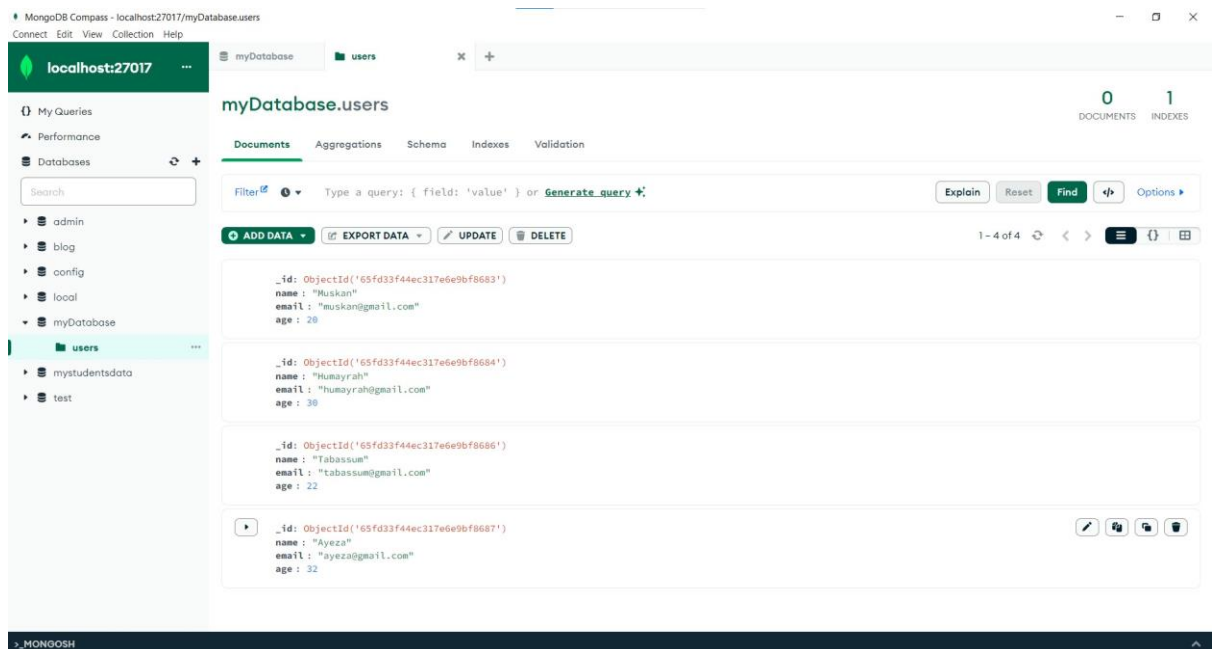 MongoDB Compass - localhost:27017/myDatabase.users
Connect Edit View Collection Help
localhost:27017 ...
myDatabase users
{} My Queries
Performance
Databases
Search
admin
blog
config
local
myDatabase
users ...
mystudentsdata
test
myDatabase.users
0 DOCUMENTS 1 INDEXES
Documents Aggregations Schema Indexes Validation
Filter Type a query: { field: 'value' } or Generate query Explain Reset Find </> Options
ADD DATA EXPORT DATA UPDATE DELETE 1 – 4 of 4 {}
_id: ObjectId('65fd33f44ec317e6e9bf8683')
name : "Muskan"
email : "muskan@gmail.com"
age : 20
_id: ObjectId('65fd33f44ec317e6e9bf8684')
name : "Humayrah"
email : "humayrah@gmail.com"
age : 30
_id: ObjectId('65fd33f44ec317e6e9bf8686')
name : "Tabassum"
email : "tabassum@gmail.com"
age : 22
_id: ObjectId('65fd33f44ec317e6e9bf8687')
name : "Ayeza"
email : "ayeza@gmail.com"
age : 32
>_MONGOSH